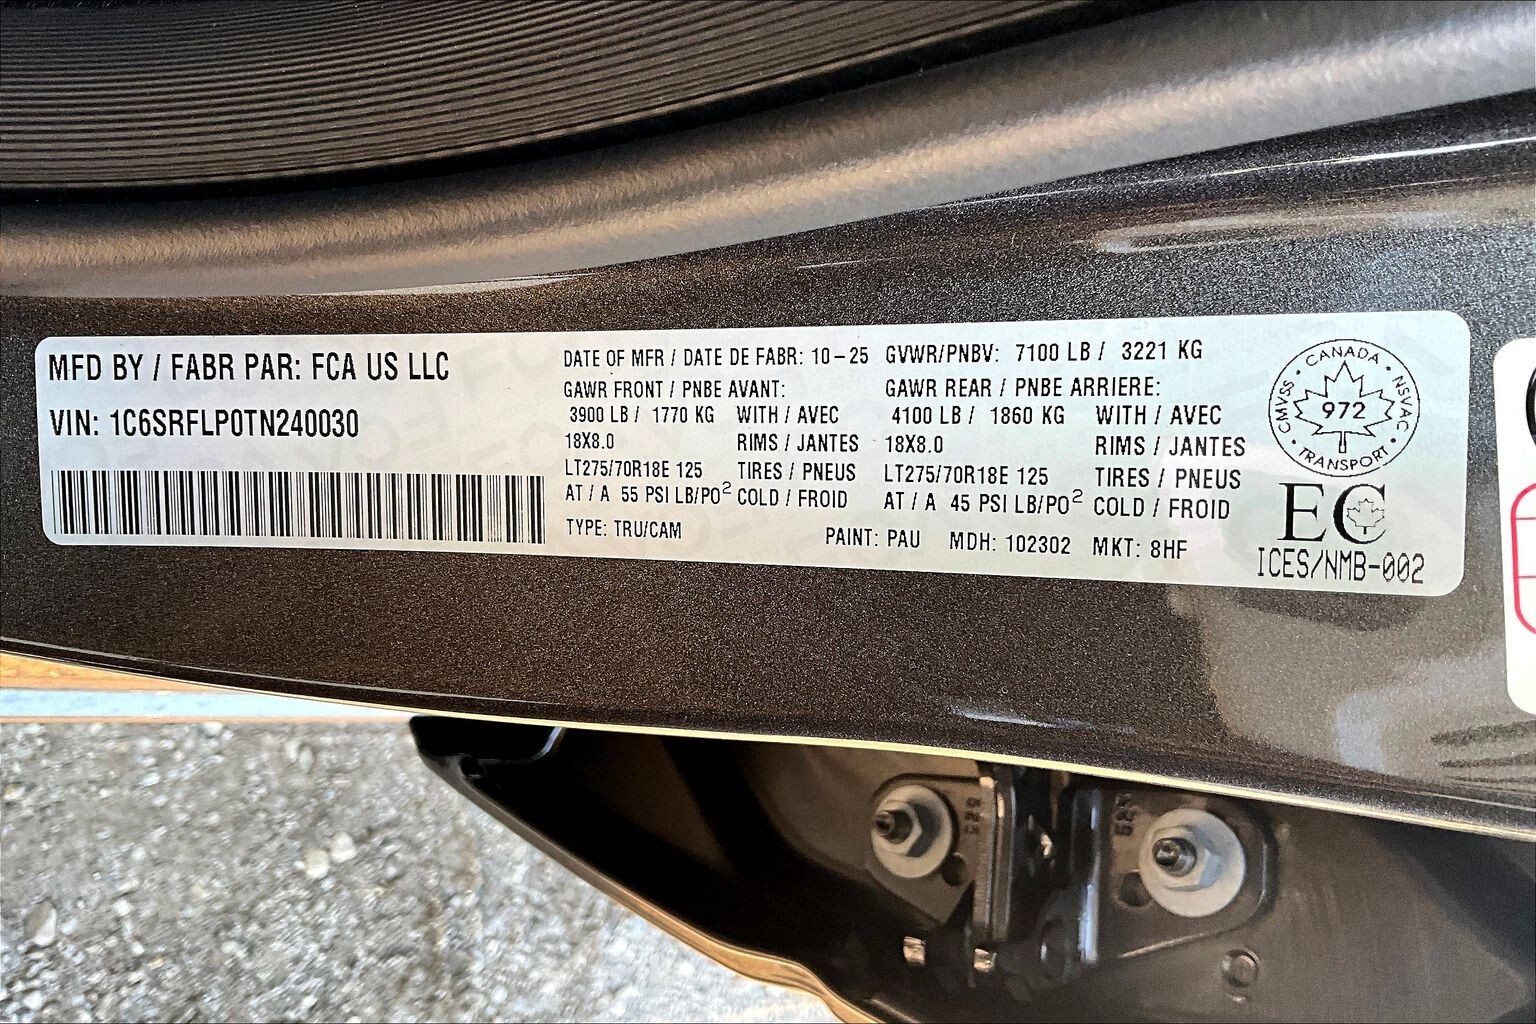 MFD BY / FABR PAR: FCA US LLC
VIN: 1C6SRFLP0TN240030
DATE OF MFR / DATE DE FABR: 10-25 GVWR/PNBV: 7100 LB / 3221 KG
GAWR FRONT / PNBE AVANT: GAWR REAR / PNBE ARRIERE:
3900 LB / 1770 KG WITH / AVEC 4100 LB / 1860 KG WITH / AVEC
18X8.0 RIMS / JANTES 18X8.0 RIMS / JANTES
LT275/70R18E 125 TIRES / PNEUS LT275/70R18E 125 TIRES / PNEUS
AT / A 55 PSI LB/PO² COLD / FROID AT / A 45 PSI LB/PO² COLD / FROID
TYPE: TRU/CAM PAINT: PAU MDH: 102302 MKT: 8HF
CANADA
CMVSS · 972 · NSVAC
TRANSPORT
EC
ICES/NMB-002